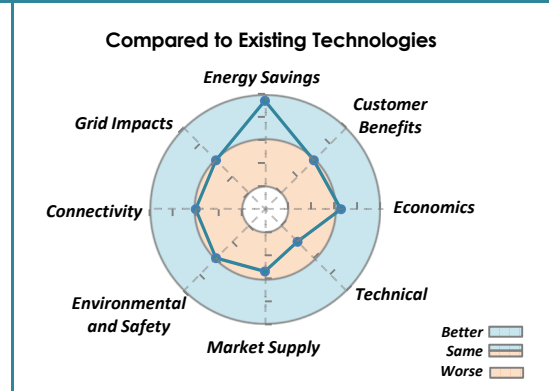 Compared to Existing Technologies
Energy Savings
Customer
Benefits
Grid Impacts
Connectivity
Economics
Environmental
and Safety
Technical
Market Supply
Better
Same
Worse